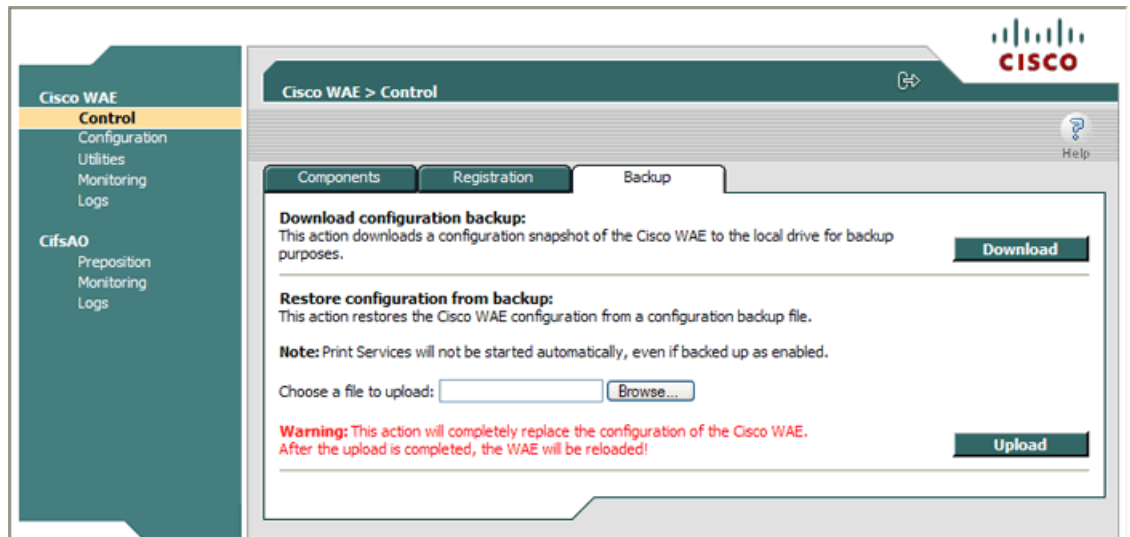 CISCO
Cisco WAE
Control
Configuration
Utilities
Monitoring
Logs
CifsAO
Preposition
Monitoring
Logs
Cisco WAE > Control
Help
Components
Registration
Backup
Download configuration backup:
This action downloads a configuration snapshot of the Cisco WAE to the local drive for backup
purposes.
Download
Restore configuration from backup:
This action restores the Cisco WAE configuration from a configuration backup file.
Note: Print Services will not be started automatically, even if backed up as enabled.
Choose a file to upload:
Browse...
Warning: This action will completely replace the configuration of the Cisco WAE.
After the upload is completed, the WAE will be reloaded!
Upload